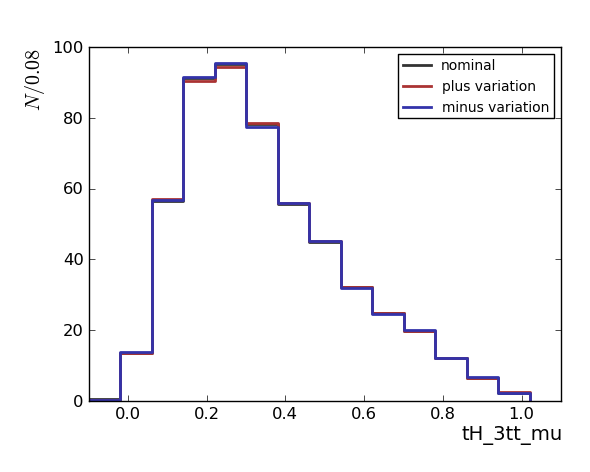 N/0.08
100
80
60
40
20
0
nominal
plus variation
minus variation
0.0 0.2 0.4 0.6 0.8 1.0
tH_3tt_mu